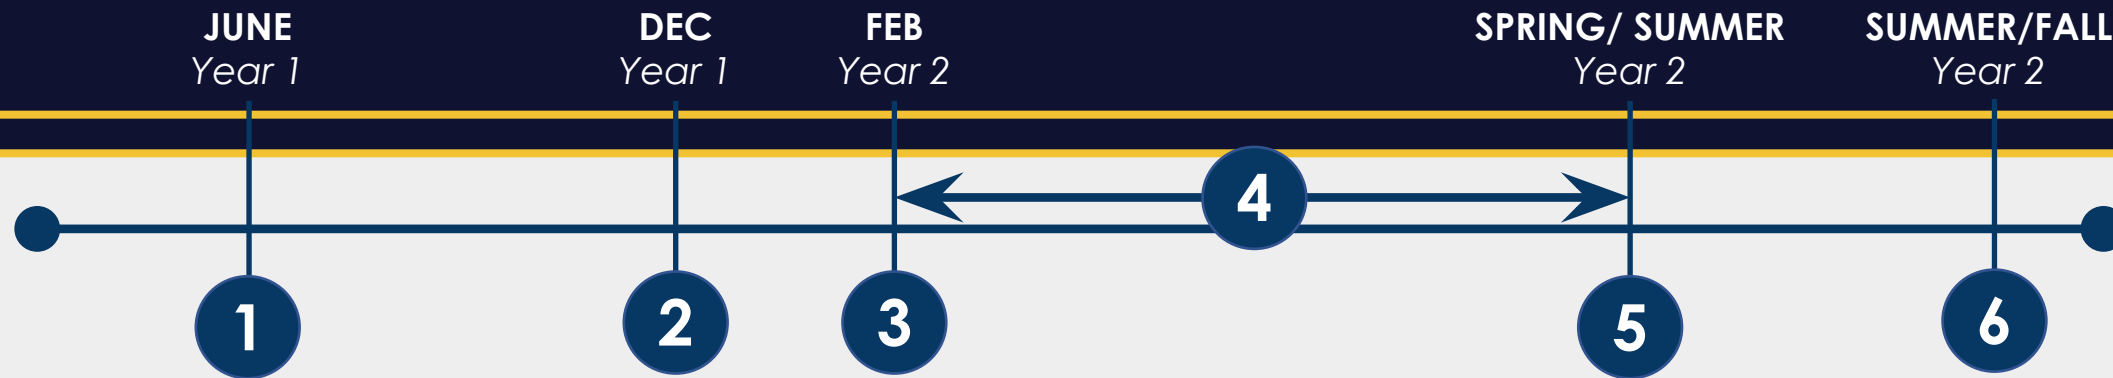 JUNE
Year 1
DEC
Year 1
FEB
Year 2
SPRING/ SUMMER
Year 2
SUMMER/FALL
Year 2
4
1
2
3
5
6